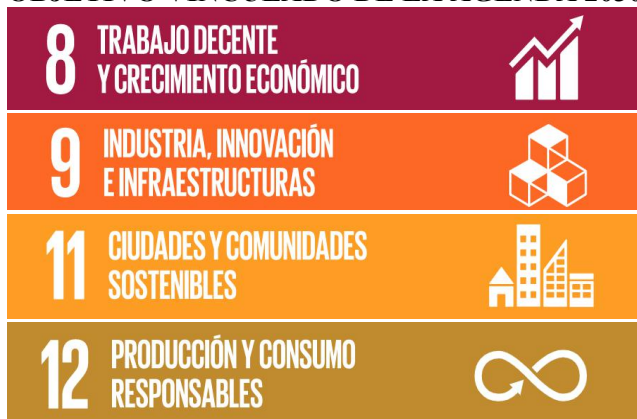 8 TRABAJO DECENTE
Y CRECIMIENTO ECONÓMICO
9 INDUSTRIA, INNOVACIÓN
E INFRAESTRUCTURAS
11 CIUDADES Y COMUNIDADES
SOSTENIBLES
12 PRODUCCIÓN Y CONSUMO
RESPONSABLES